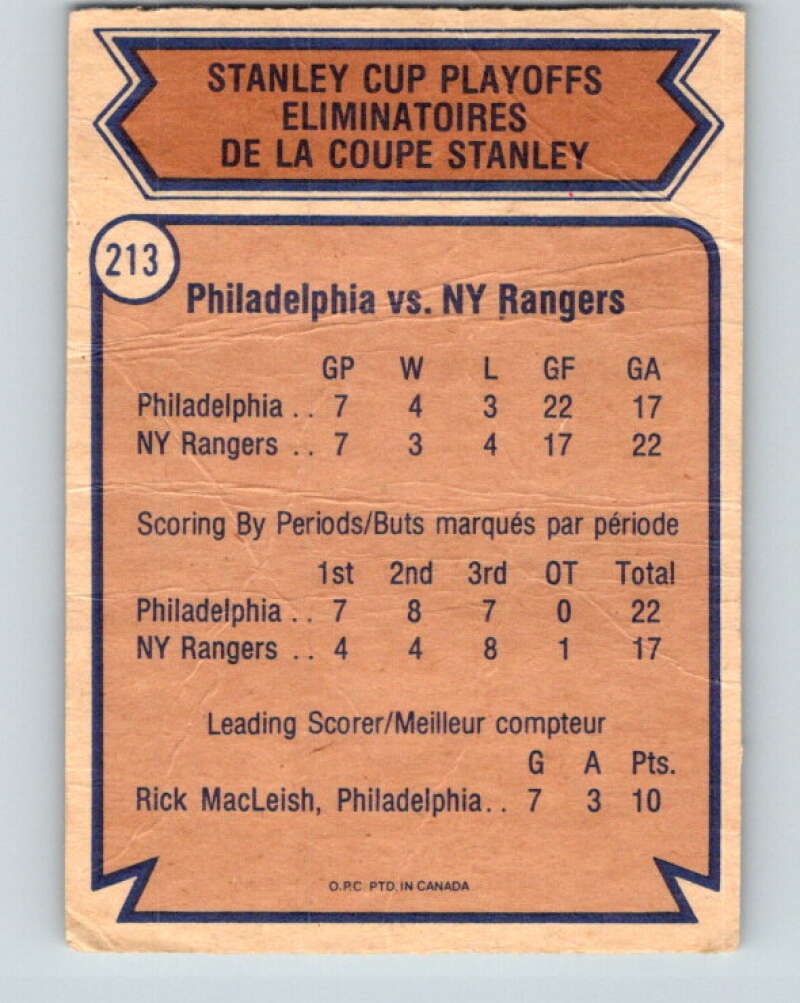 STANLEY CUP PLAYOFFS
ELIMINATOIRES
DE LA COUPE STANLEY
213
Philadelphia vs. NY Rangers
GP W L GF GA
Philadelphia . . 7 4 3 22 17
NY Rangers . . 7 3 4 17 22
Scoring By Periods/Buts marqués par période
1st 2nd 3rd OT Total
Philadelphia . . 7 8 7 0 22
NY Rangers . . 4 4 8 1 17
Leading Scorer/Meilleur compteur
G A Pts.
Rick MacLeish, Philadelphia. . 7 3 10
O.P.C. PTD. IN CANADA